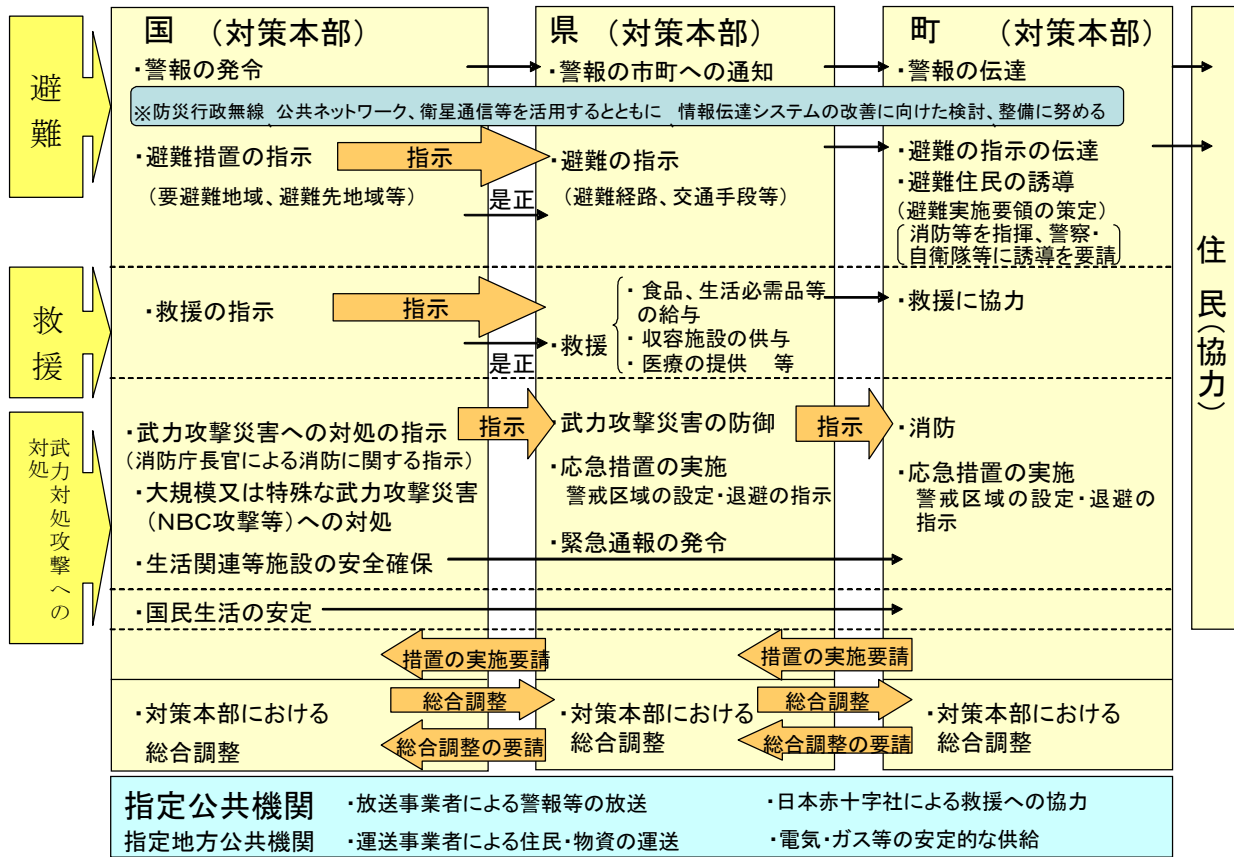 国 (対策本部)
県 (対策本部)
町 (対策本部)
避難
・警報の発令
・警報の市町への通知
・警報の伝達
※防災行政無線、公共ネットワーク、衛星通信等を活用するとともに、情報伝達システムの改善に向けた検討、整備に努める
・避難措置の指示
指示
・避難の指示
・避難の指示の伝達
(要避難地域、避難先地域等)
是正
(避難経路、交通手段等)
・避難住民の誘導
(避難実施要領の策定)
消防等を指揮、警察・
自衛隊等に誘導を要請
住民(協力)
救援
・救援の指示
指示
是正
・救援
・食品、生活必需品等
の給与
・収容施設の供与
・医療の提供 等
・救援に協力
武力対処攻撃への
対処
・武力攻撃災害への対処の指示
(消防庁長官による消防に関する指示)
・大規模又は特殊な武力攻撃災害
(NBC攻撃等)への対処
・生活関連等施設の安全確保
指示
・武力攻撃災害の防御
・応急措置の実施
警戒区域の設定・退避の指示
・緊急通報の発令
指示
・消防
・応急措置の実施
警戒区域の設定・退避の
指示
・国民生活の安定
措置の実施要請
措置の実施要請
・対策本部における
総合調整
総合調整
総合調整の要請
・対策本部における
総合調整
総合調整
総合調整の要請
・対策本部における
総合調整
指定公共機関
・放送事業者による警報等の放送
・日本赤十字社による救援への協力
指定地方公共機関
・運送事業者による住民・物資の運送
・電気・ガス等の安定的な供給